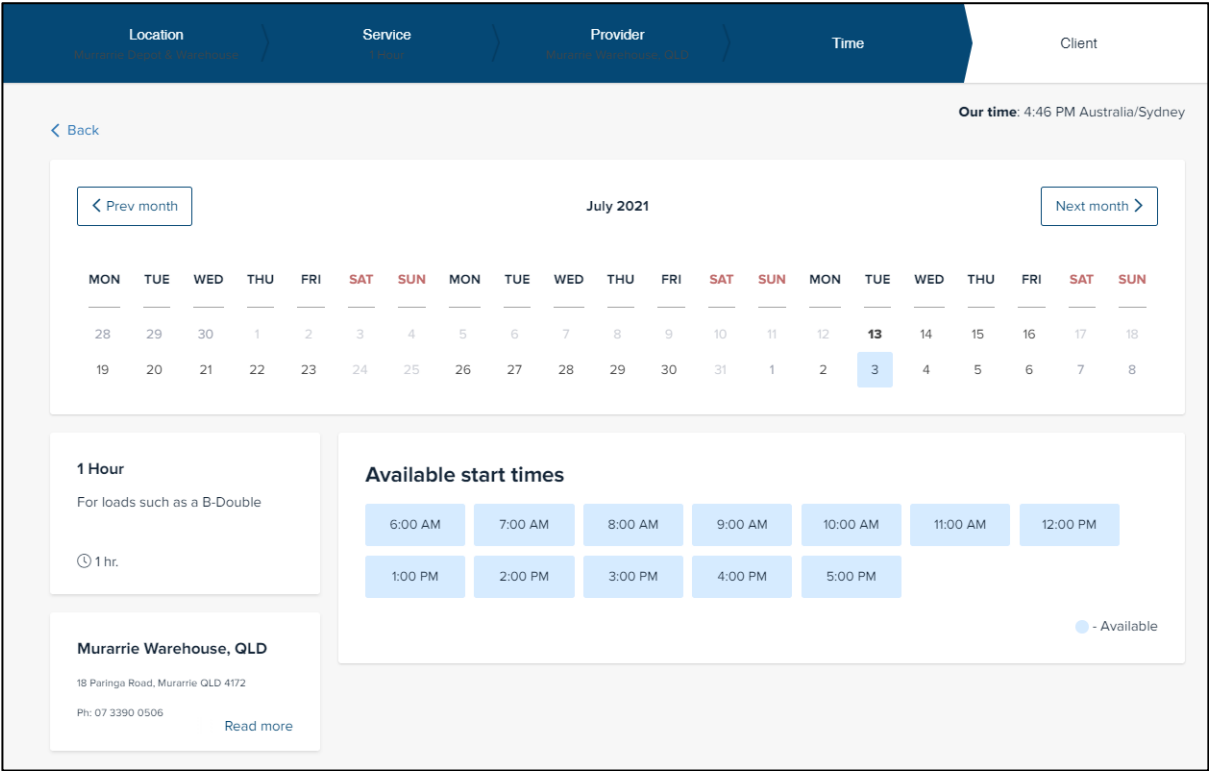 Location Service Provider Time Client
Murarrie Depot & Warehouse 1 Hour Murarrie Warehouse, QLD
Our time: 4:46 PM Australia/Sydney
Back
Prev month July 2021 Next month
MON TUE WED THU FRI SAT SUN MON TUE WED THU FRI SAT SUN MON TUE WED THU FRI SAT SUN
28 29 30 1 2 3 4 5 6 7 8 9 10 11 12 13 14 15 16 17 18
19 20 21 22 23 24 25 26 27 28 29 30 31 1 2 3 4 5 6 7 8
1 Hour
For loads such as a B-Double
1 hr.
Murarrie Warehouse, QLD
18 Paringa Road, Murarrie QLD 4172
Ph: 07 3390 0506
Read more
Available start times
6:00 AM 7:00 AM 8:00 AM 9:00 AM 10:00 AM 11:00 AM 12:00 PM
1:00 PM 2:00 PM 3:00 PM 4:00 PM 5:00 PM
- Available